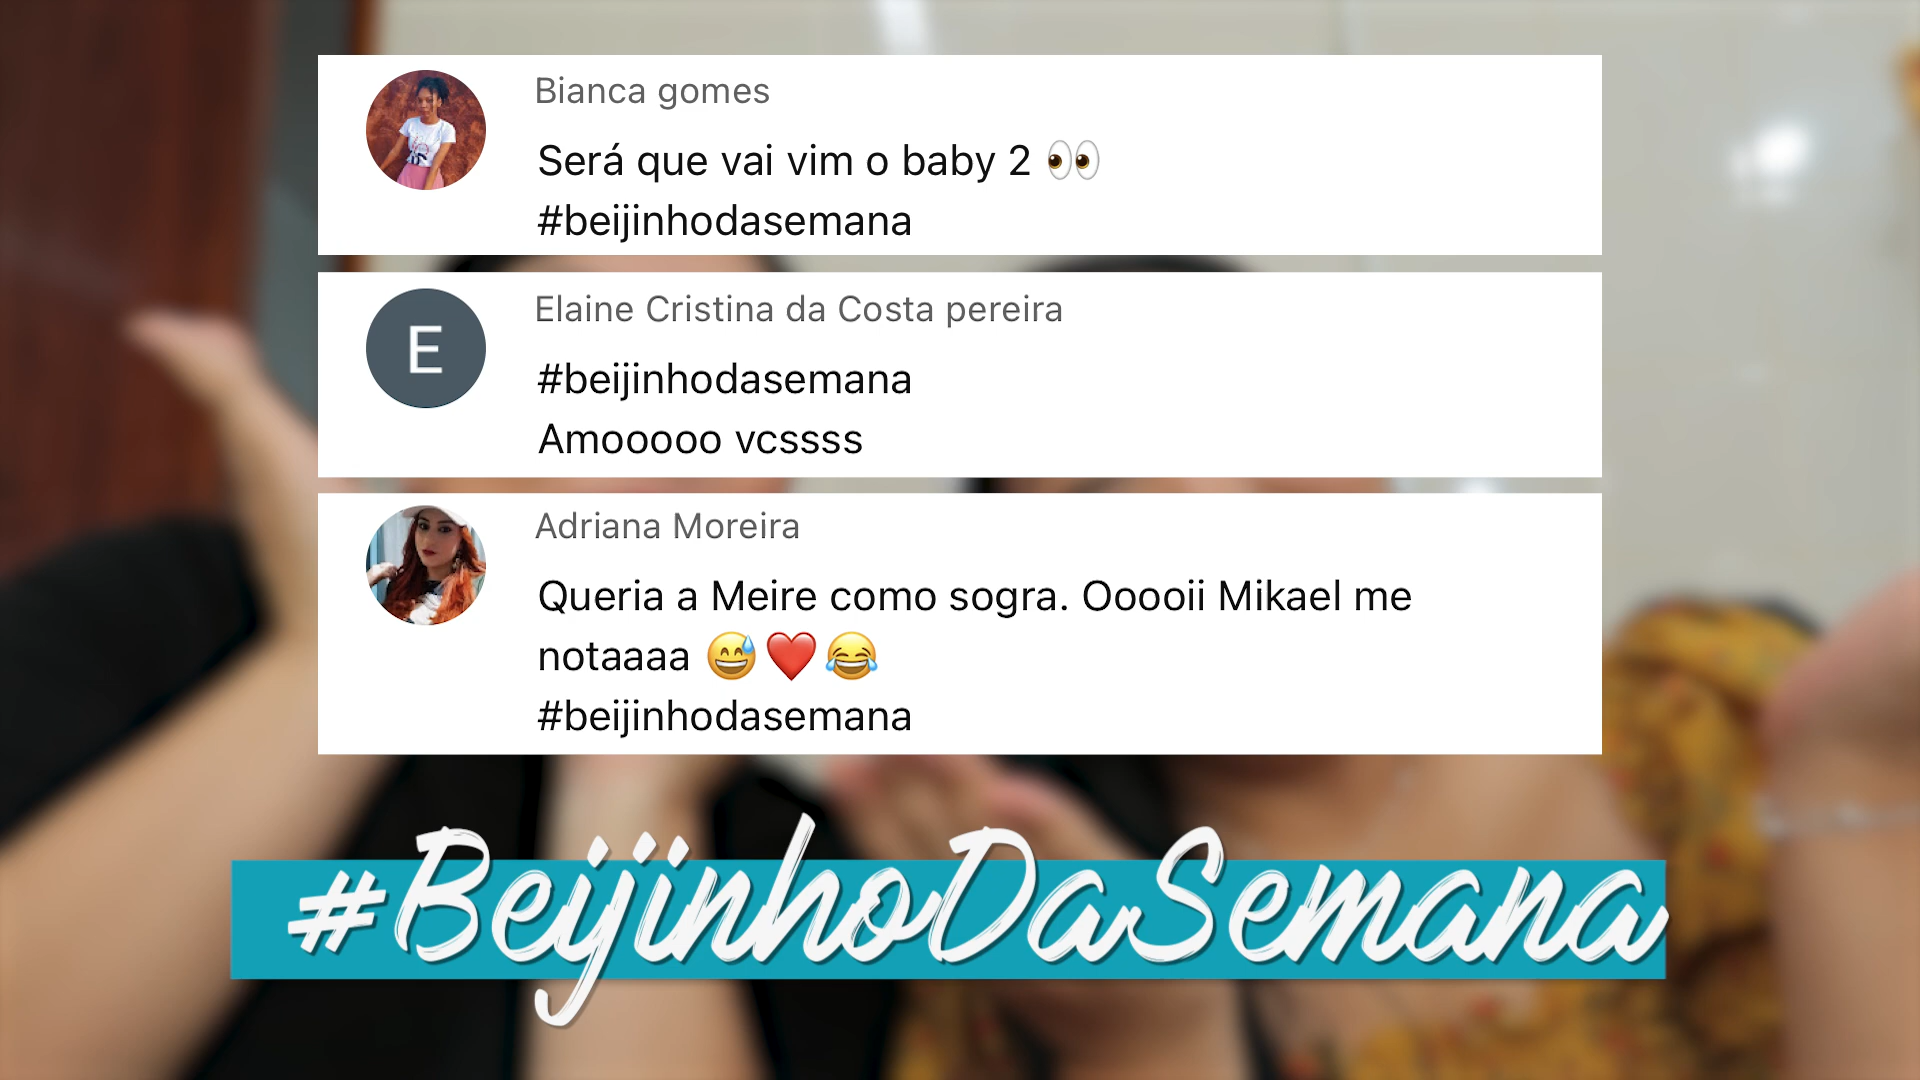 Bianca gomes
Será que vai vim o baby 2 👀
#beijinhodasemana
E
Elaine Cristina da Costa pereira
#beijinhodasemana
Amooooo vcssss
Adriana Moreira
Queria a Meire como sogra. Ooooii Mikael me
notaaaa 😅❤️😂
#beijinhodasemana
#BeijinhoDaSemana